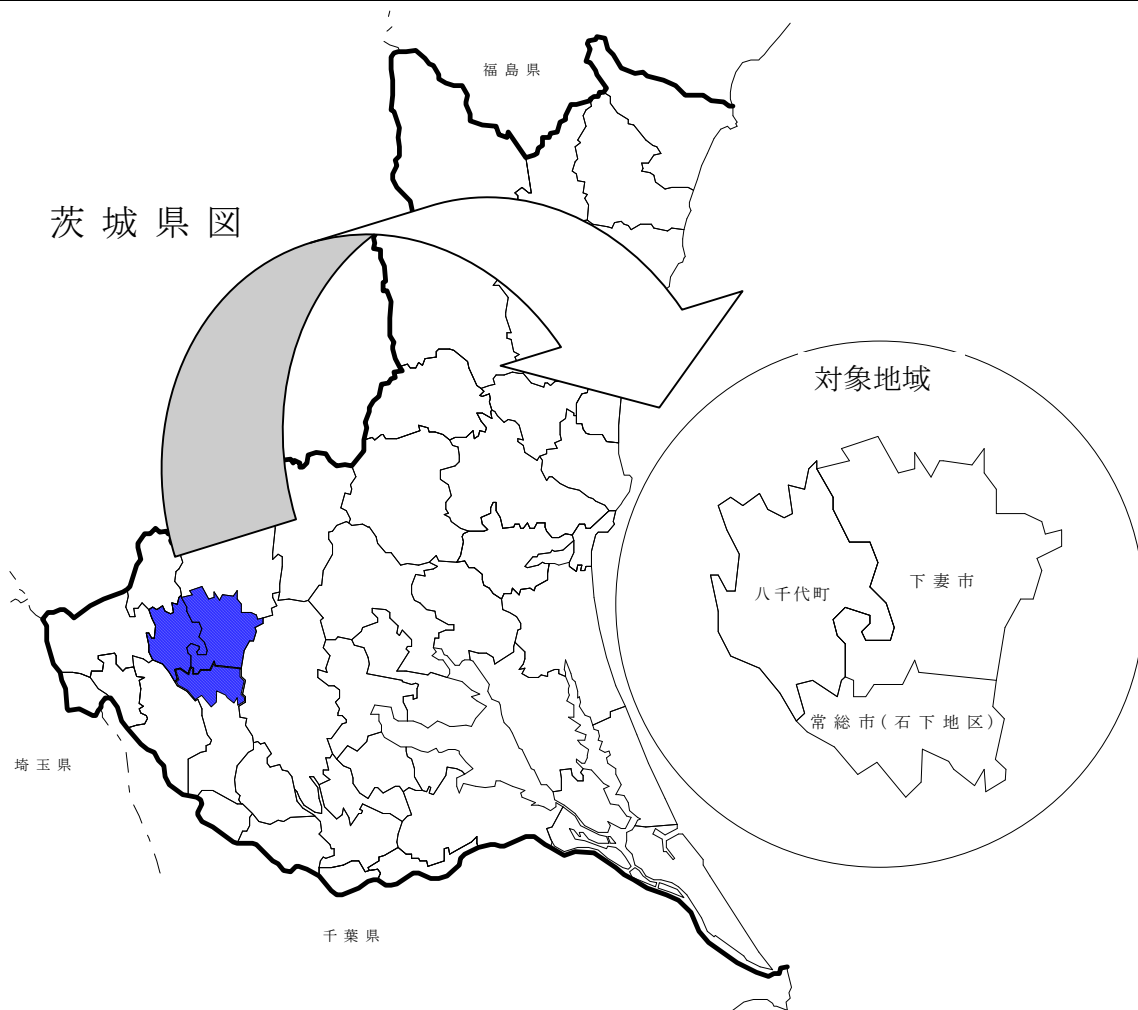 福島県
茨城県図
対象地域
下妻市
八千代町
常総市(石下地区)
埼玉県
千葉県